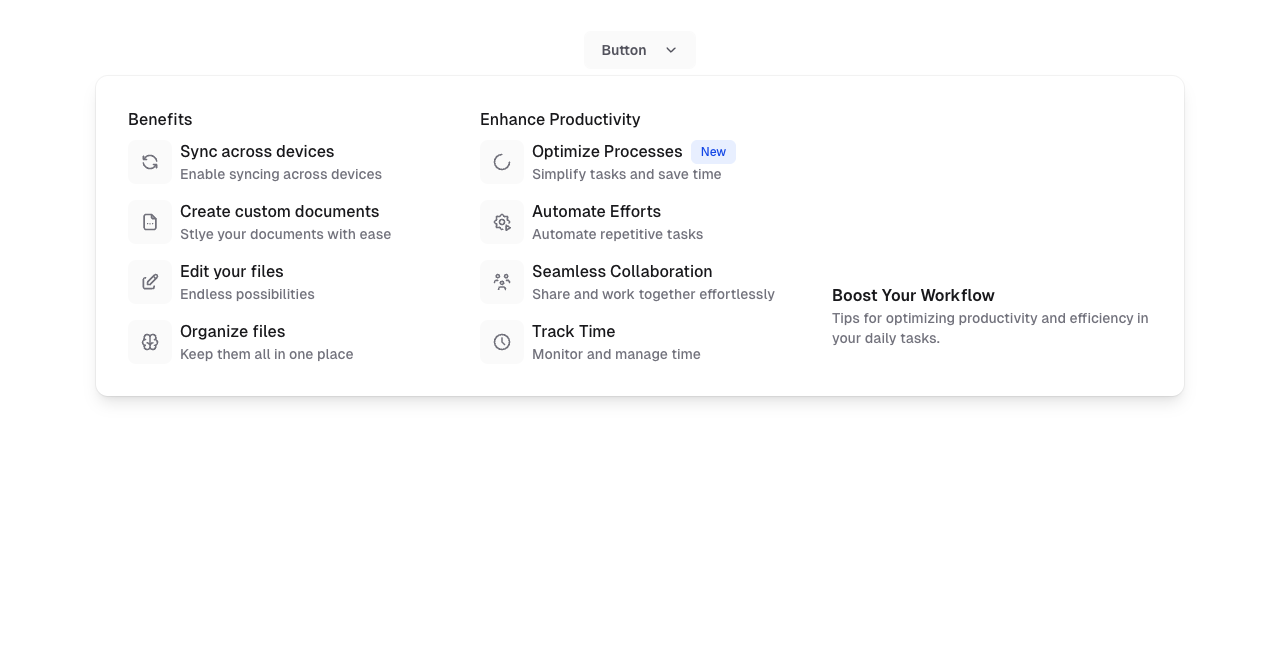 Button
Benefits
Sync across devices
Enable syncing across devices
Create custom documents
Stlye your documents with ease
Edit your files
Endless possibilities
Organize files
Keep them all in one place
Enhance Productivity
Optimize Processes New
Simplify tasks and save time
Automate Efforts
Automate repetitive tasks
Seamless Collaboration
Share and work together effortlessly
Track Time
Monitor and manage time
Boost Your Workflow
Tips for optimizing productivity and efficiency in
your daily tasks.